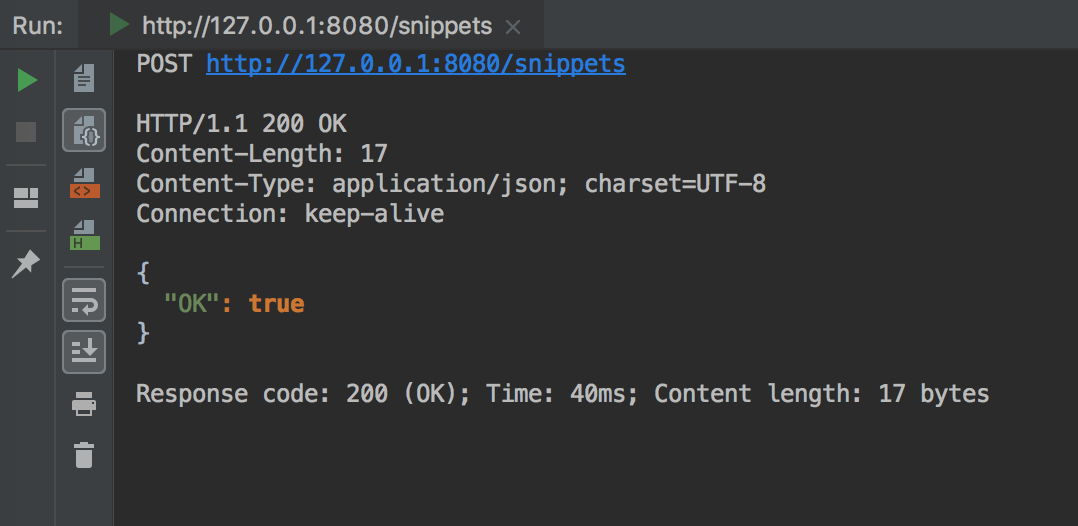 Run: http://127.0.0.1:8080/snippets
POST http://127.0.0.1:8080/snippets
HTTP/1.1 200 OK
Content-Length: 17
Content-Type: application/json; charset=UTF-8
Connection: keep-alive
{
"OK": true
}
Response code: 200 (OK); Time: 40ms; Content length: 17 bytes